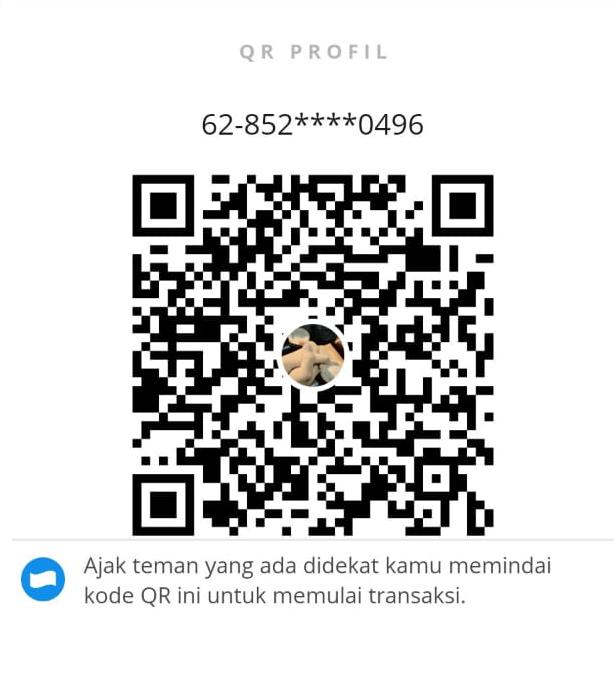 QR PROFIL
62-852****0496
Ajak teman yang ada didekat kamu memindai
kode QR ini untuk memulai transaksi.